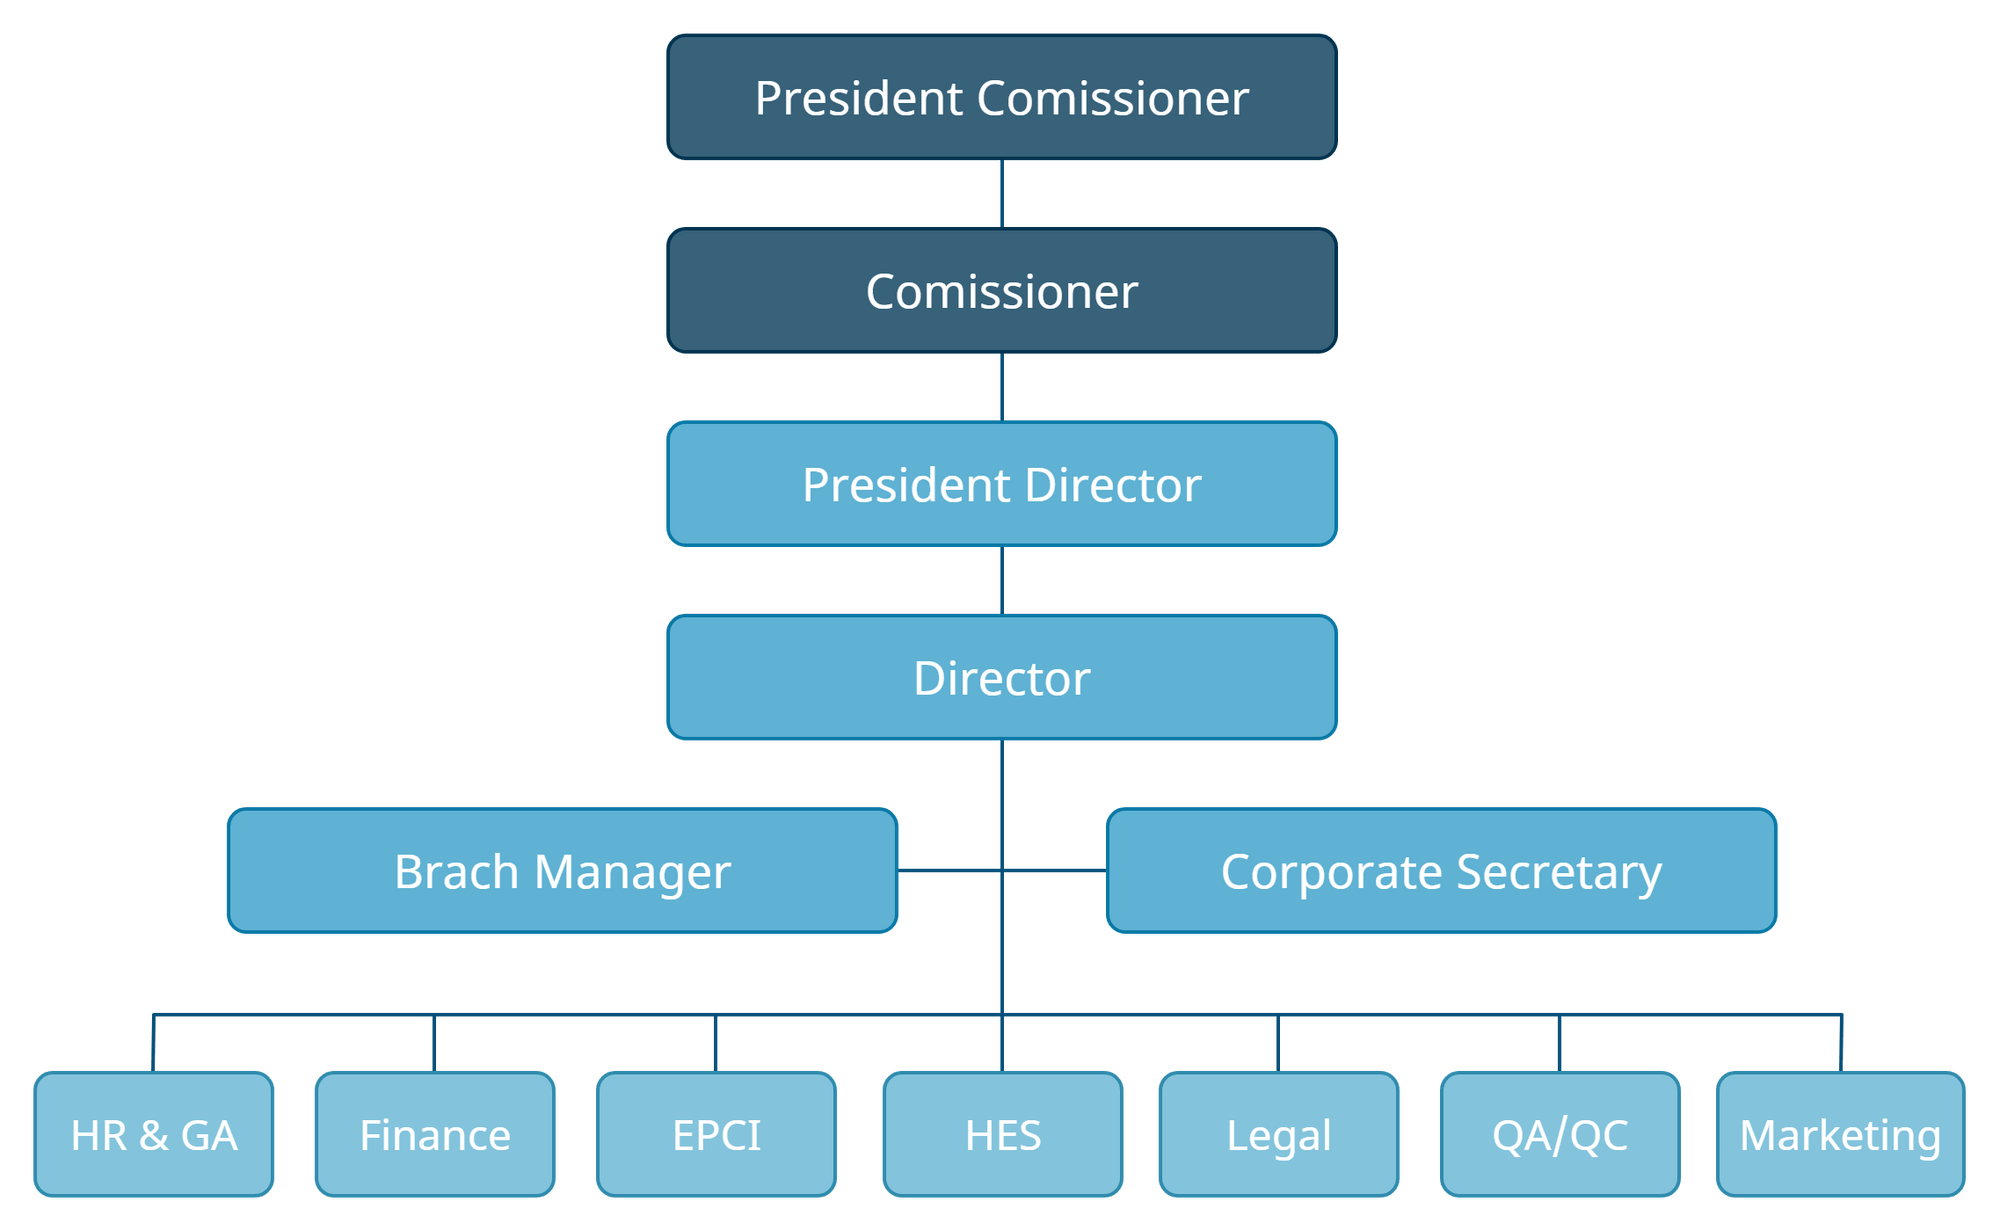 President Comissioner
Comissioner
President Director
Director
Brach Manager
Corporate Secretary
HR & GA
Finance
EPCI
HES
Legal
QA/QC
Marketing